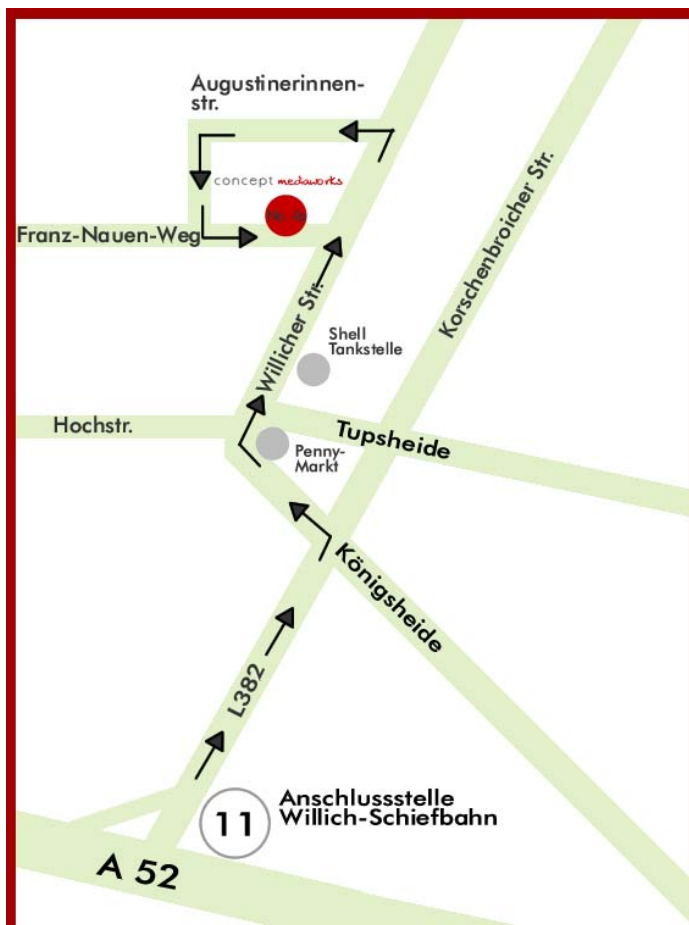 Augustinerinnen-
str.
concept mediaworks
Franz-Nauen-Weg
Korschenbroicher Str.
Willicher Str.
Shell
Tankstelle
Hochstr.
Tupsheide
Penny-
Markt
Königsheide
L382
11
Anschlussstelle
Willich-Schiefbahn
A 52